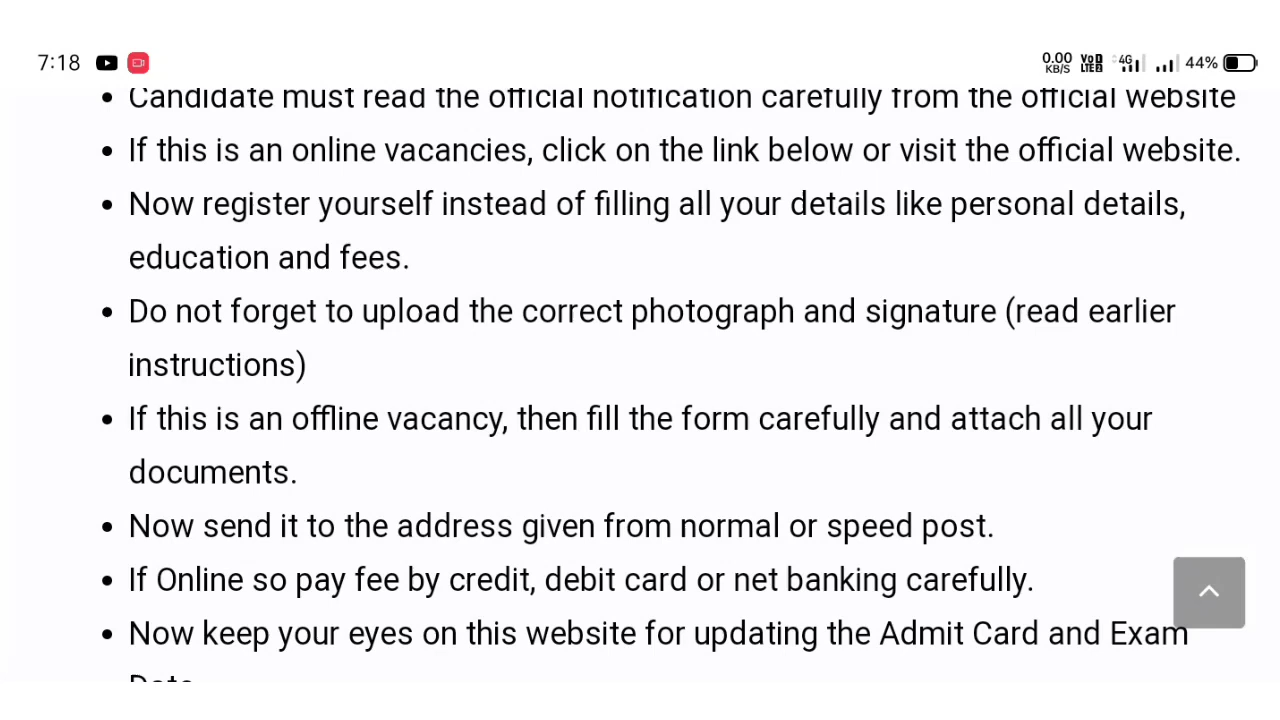 7:18 0.00 KB/S VoD LTE2 4G 44%
Candidate must read the official notification carefully from the official website
If this is an online vacancies, click on the link below or visit the official website.
Now register yourself instead of filling all your details like personal details,
education and fees.
Do not forget to upload the correct photograph and signature (read earlier
instructions)
If this is an offline vacancy, then fill the form carefully and attach all your
documents.
Now send it to the address given from normal or speed post.
If Online so pay fee by credit, debit card or net banking carefully.
Now keep your eyes on this website for updating the Admit Card and Exam